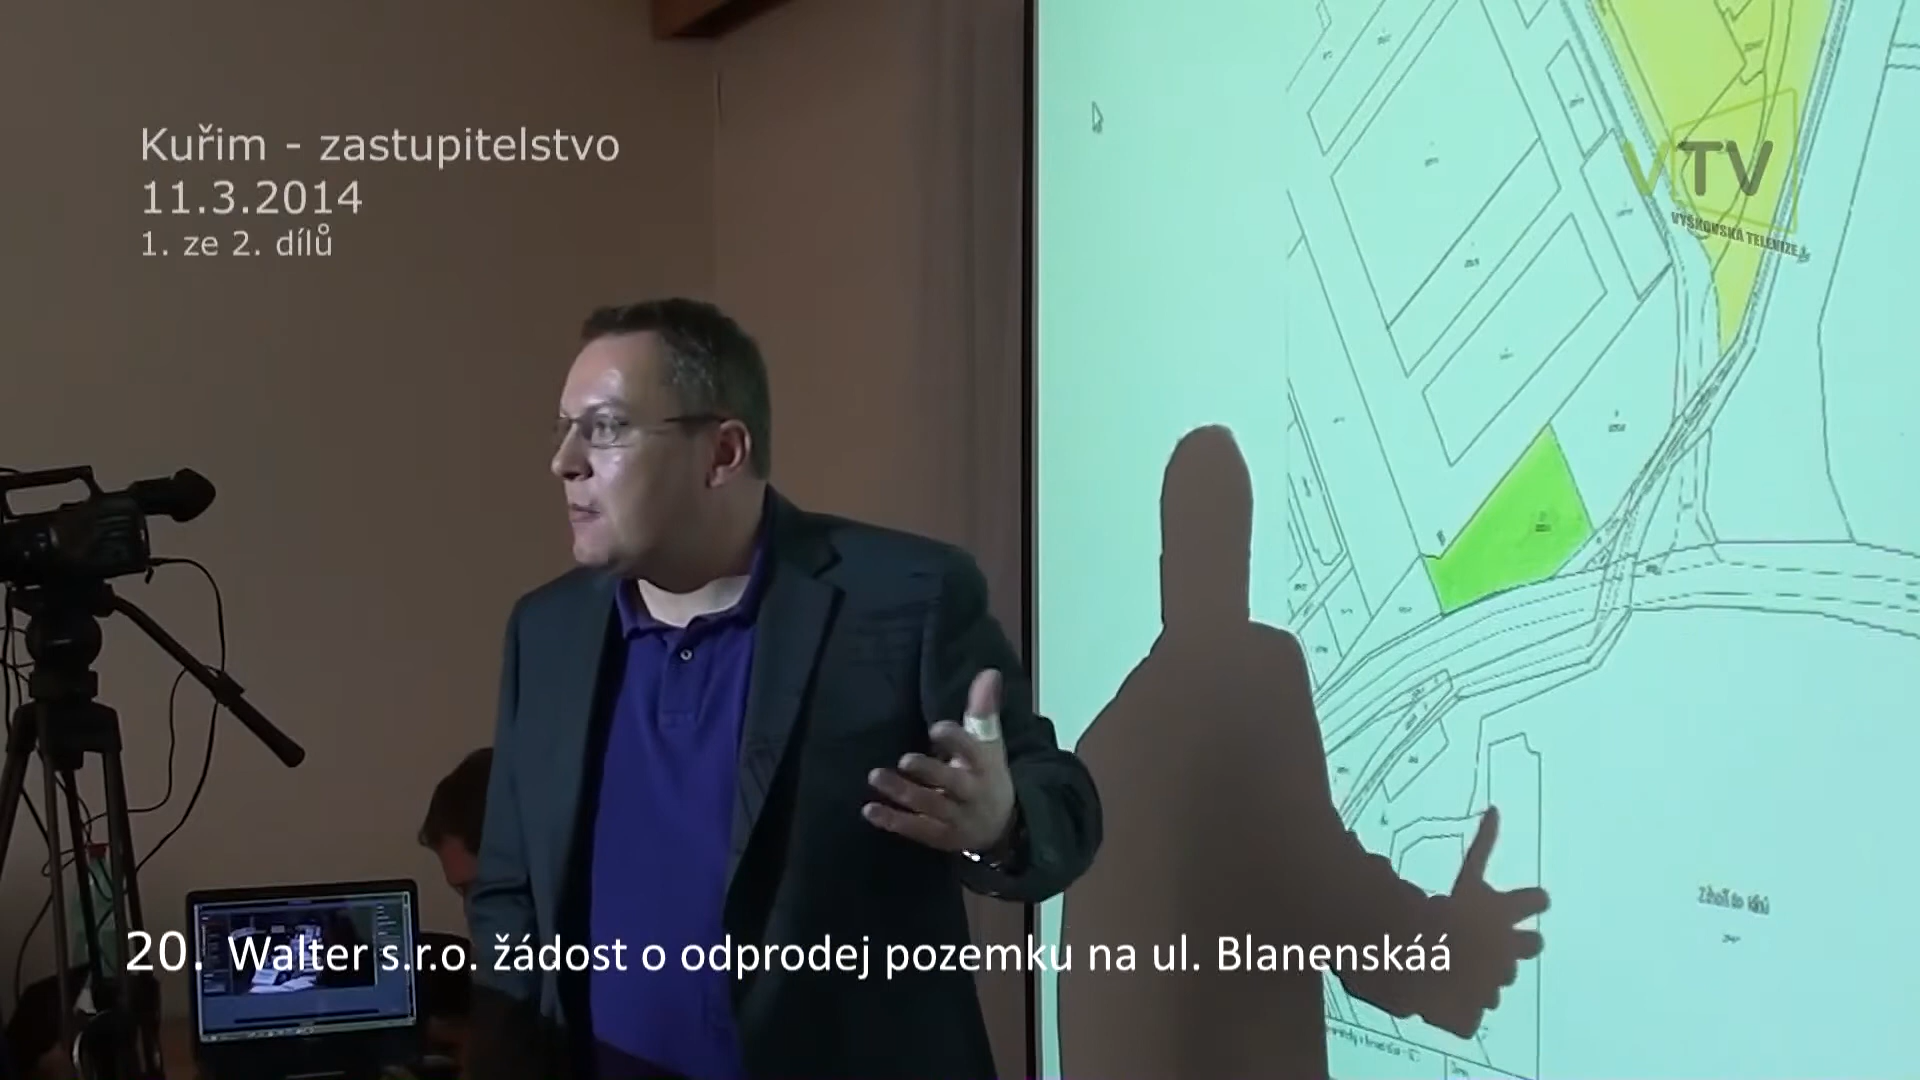 Kuřim - zastupitelstvo
11.3.2014
1. ze 2. dílů
VTV
VYŠKOVSKÁ TELEVIZE
20. Walter s.r.o. žádost o odprodej pozemku na ul. Blanenskáá